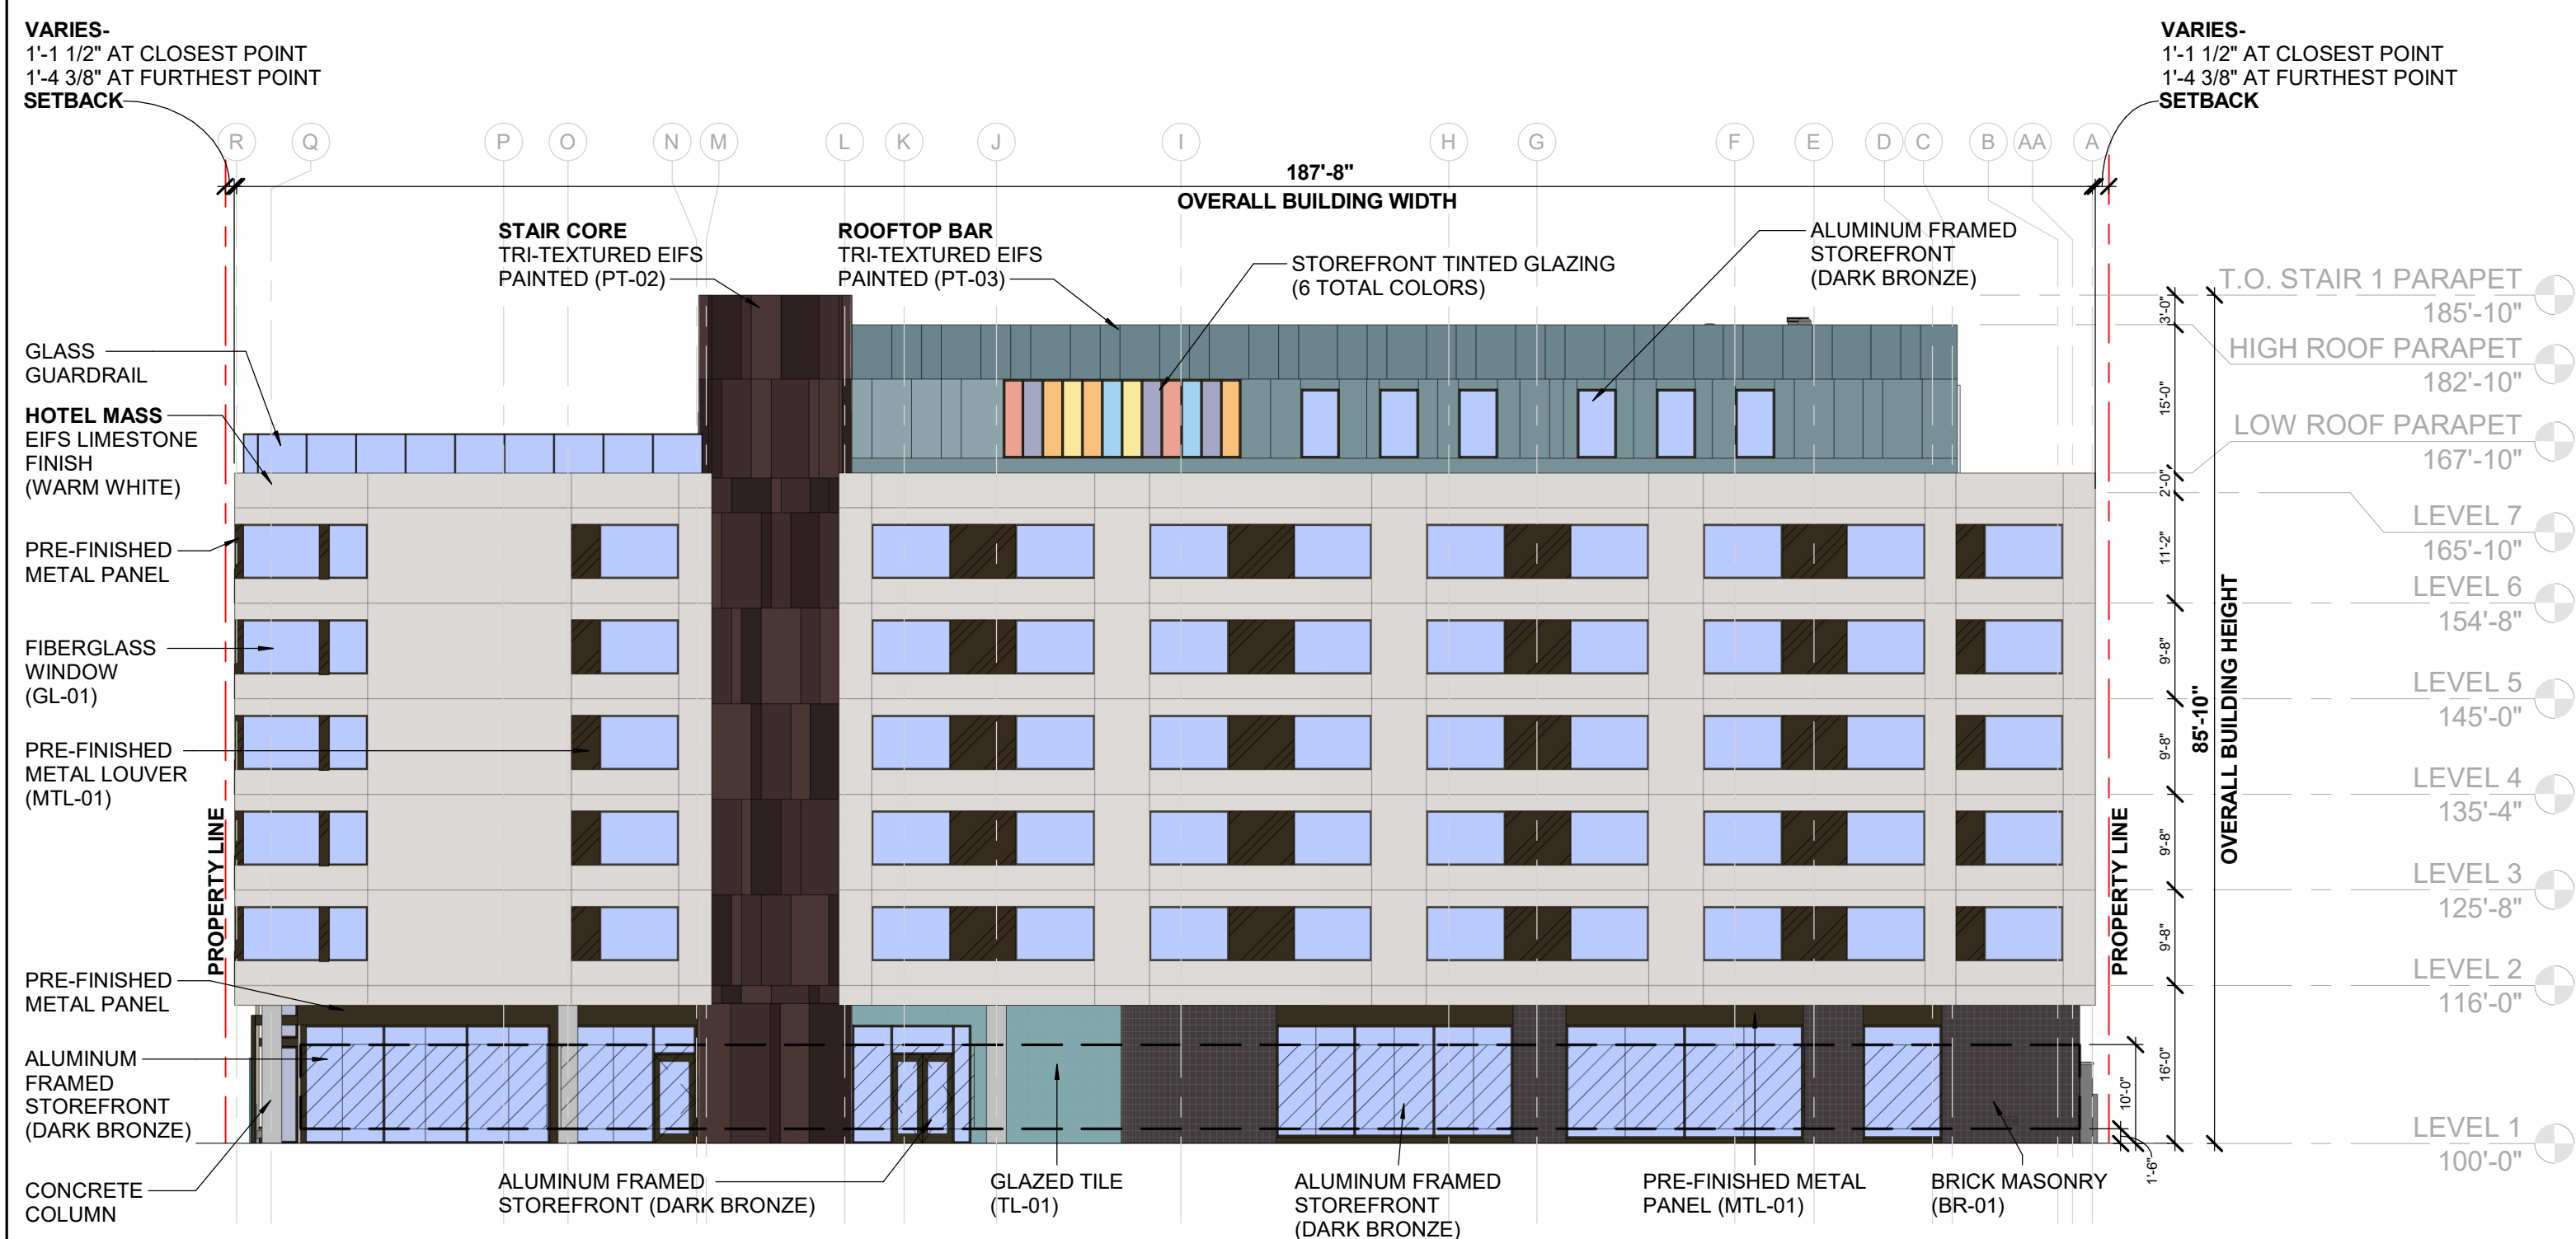 VARIES-
1'-1 1/2" AT CLOSEST POINT
1'-4 3/8" AT FURTHEST POINT
SETBACK
VARIES-
1'-1 1/2" AT CLOSEST POINT
1'-4 3/8" AT FURTHEST POINT
SETBACK
R Q P O N M L K J I H G F E D C B AA A
187'-8"
OVERALL BUILDING WIDTH
STAIR CORE
TRI-TEXTURED EIFS
PAINTED (PT-02)
ROOFTOP BAR
TRI-TEXTURED EIFS
PAINTED (PT-03)
STOREFRONT TINTED GLAZING
(6 TOTAL COLORS)
ALUMINUM FRAMED
STOREFRONT
(DARK BRONZE)
GLASS
GUARDRAIL
HOTEL MASS
EIFS LIMESTONE
FINISH
(WARM WHITE)
PRE-FINISHED
METAL PANEL
FIBERGLASS
WINDOW
(GL-01)
PRE-FINISHED
METAL LOUVER
(MTL-01)
PROPERTY LINE
PRE-FINISHED
METAL PANEL
ALUMINUM
FRAMED
STOREFRONT
(DARK BRONZE)
CONCRETE
COLUMN
ALUMINUM FRAMED
STOREFRONT (DARK BRONZE)
GLAZED TILE
(TL-01)
ALUMINUM FRAMED
STOREFRONT
(DARK BRONZE)
PRE-FINISHED METAL
PANEL (MTL-01)
BRICK MASONRY
(BR-01)
PROPERTY LINE
3'-0"
15'-0"
2'-0"
11'-2"
9'-8"
9'-8"
9'-8"
9'-8"
16'-0"
10'-0"
1'-6"
85'-10"
OVERALL BUILDING HEIGHT
T.O. STAIR 1 PARAPET
185'-10"
HIGH ROOF PARAPET
182'-10"
LOW ROOF PARAPET
167'-10"
LEVEL 7
165'-10"
LEVEL 6
154'-8"
LEVEL 5
145'-0"
LEVEL 4
135'-4"
LEVEL 3
125'-8"
LEVEL 2
116'-0"
LEVEL 1
100'-0"